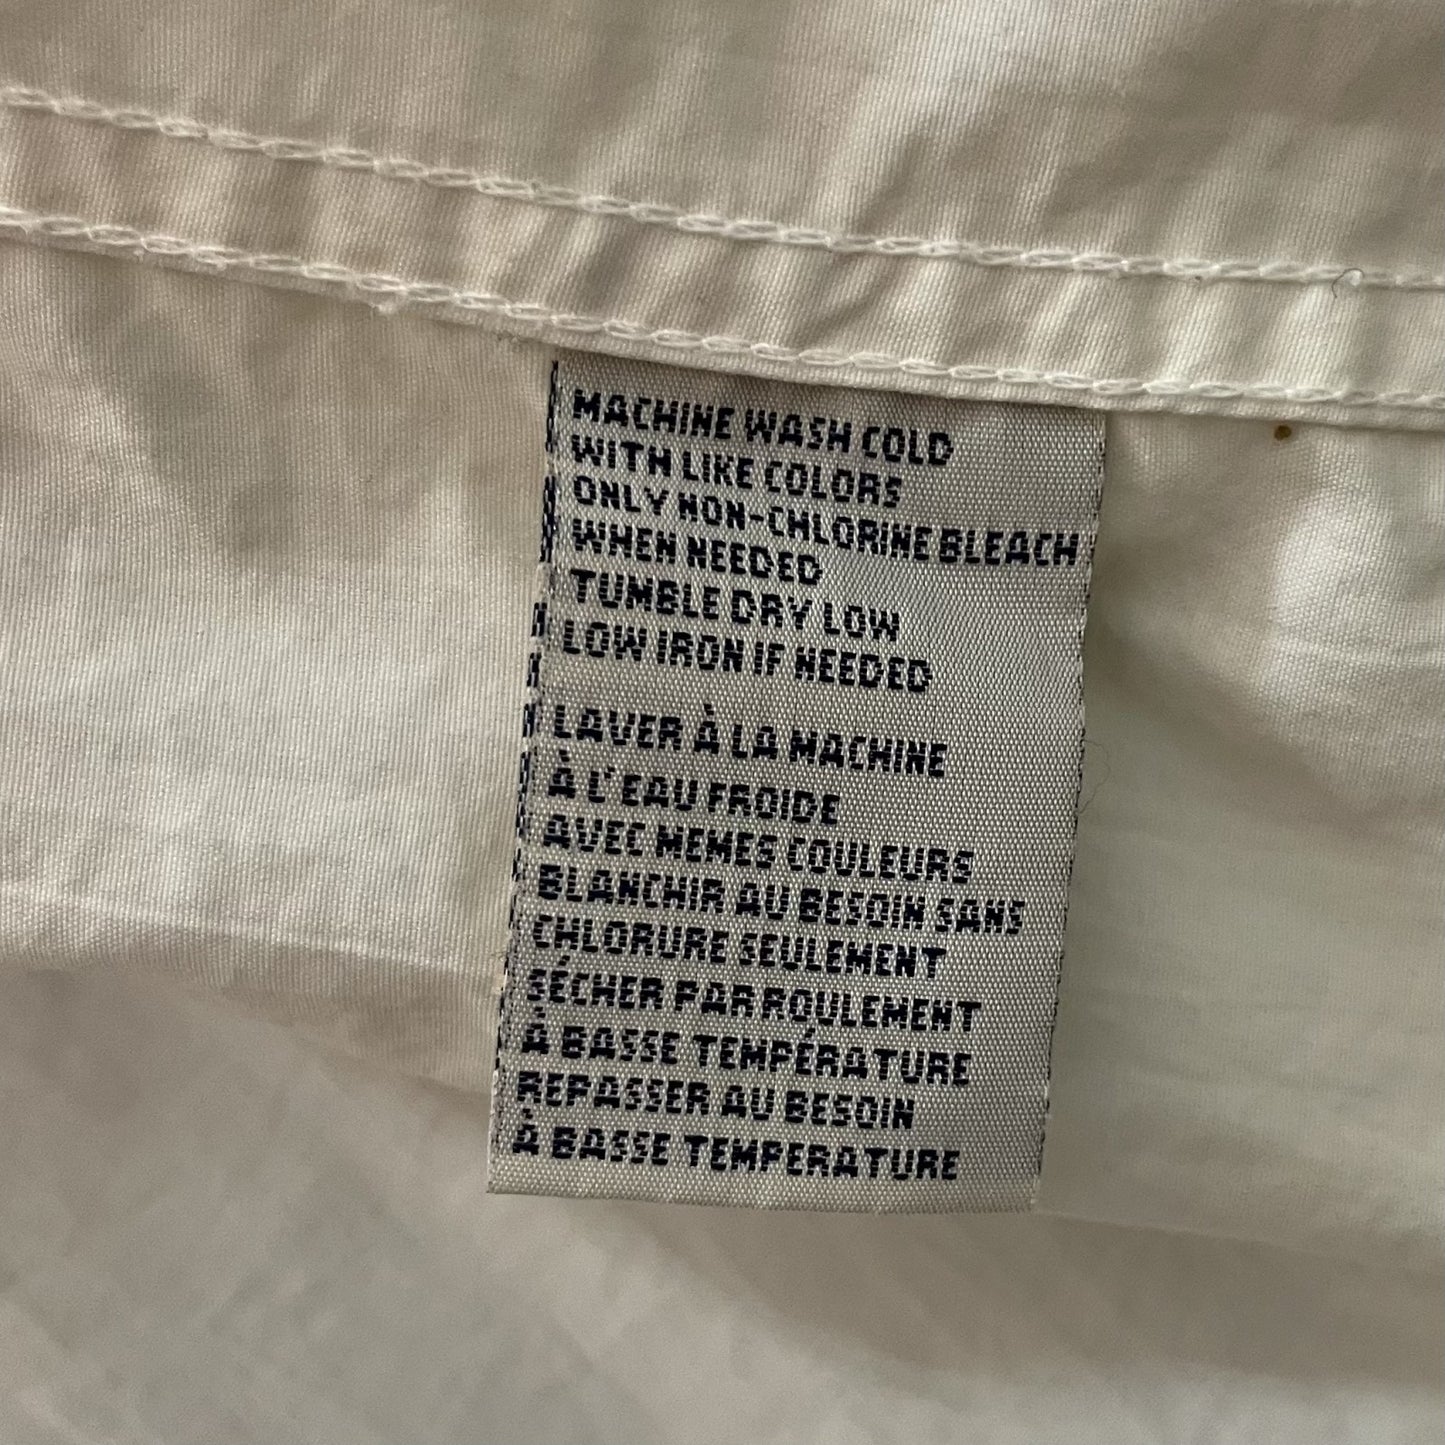 MACHINE WASH COLD
WITH LIKE COLORS
ONLY NON-CHLORINE BLEACH
WHEN NEEDED
TUMBLE DRY LOW
LOW IRON IF NEEDED
LAVER À LA MACHINE
À L'EAU FROIDE
AVEC MEMES COULEURS
BLANCHIR AU BESOIN SANS
CHLORURE SEULEMENT
SÉCHER PAR ROULEMENT
À BASSE TEMPÉRATURE
REPASSER AU BESOIN
À BASSE TEMPERATURE